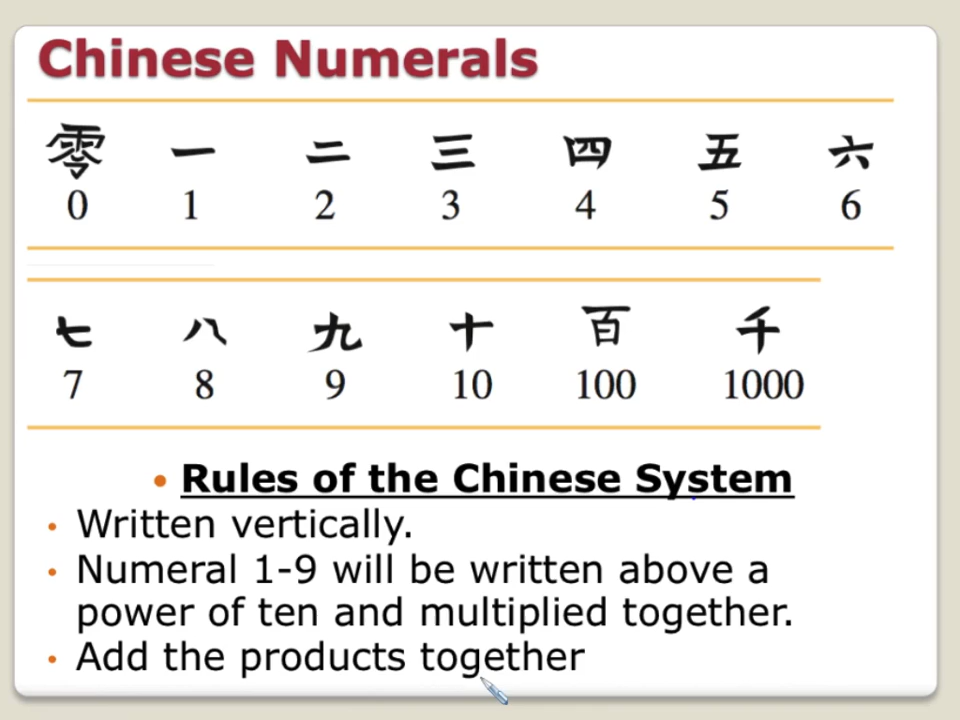 Chinese Numerals
零 一 二 三 四 五 六
0 1 2 3 4 5 6
七 八 九 十 百 千
7 8 9 10 100 1000
• Rules of the Chinese System
• Written vertically.
• Numeral 1-9 will be written above a
power of ten and multiplied together.
• Add the products together